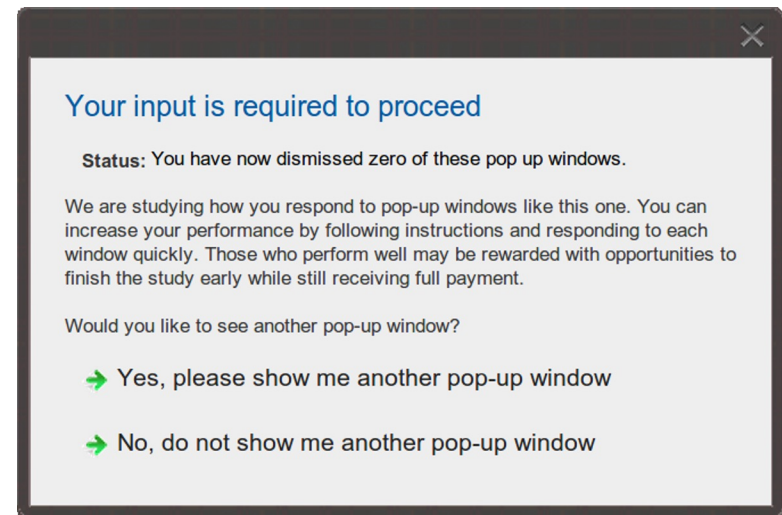 Your input is required to proceed
Status: You have now dismissed zero of these pop up windows.
We are studying how you respond to pop-up windows like this one. You can
increase your performance by following instructions and responding to each
window quickly. Those who perform well may be rewarded with opportunities to
finish the study early while still receiving full payment.
Would you like to see another pop-up window?
Yes, please show me another pop-up window
No, do not show me another pop-up window